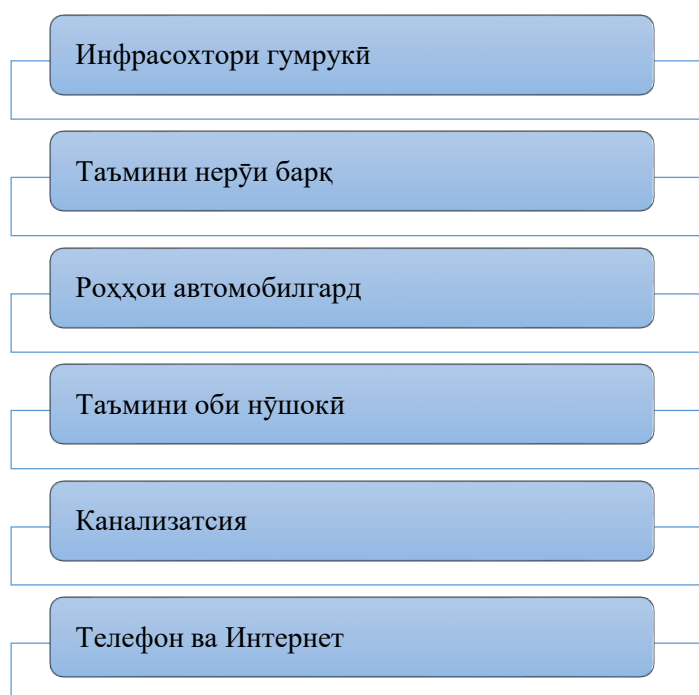 Инфрасохтори гумрукӣ
Таъмини нерӯи барқ
Роҳҳои автомобилгард
Таъмини оби нӯшокӣ
Канализатсия
Телефон ва Интернет